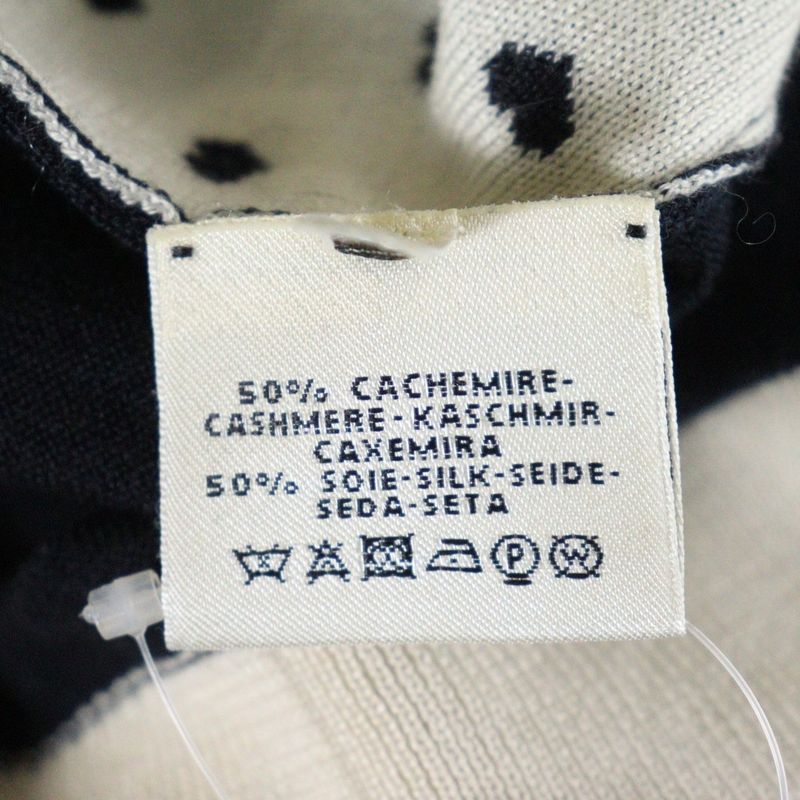 50% CACHEMIRE-
CASHMERE-KASCHMIR-
CAXEMIRA
50% SOIE-SILK-SEIDE-
SEDA-SETA
P W